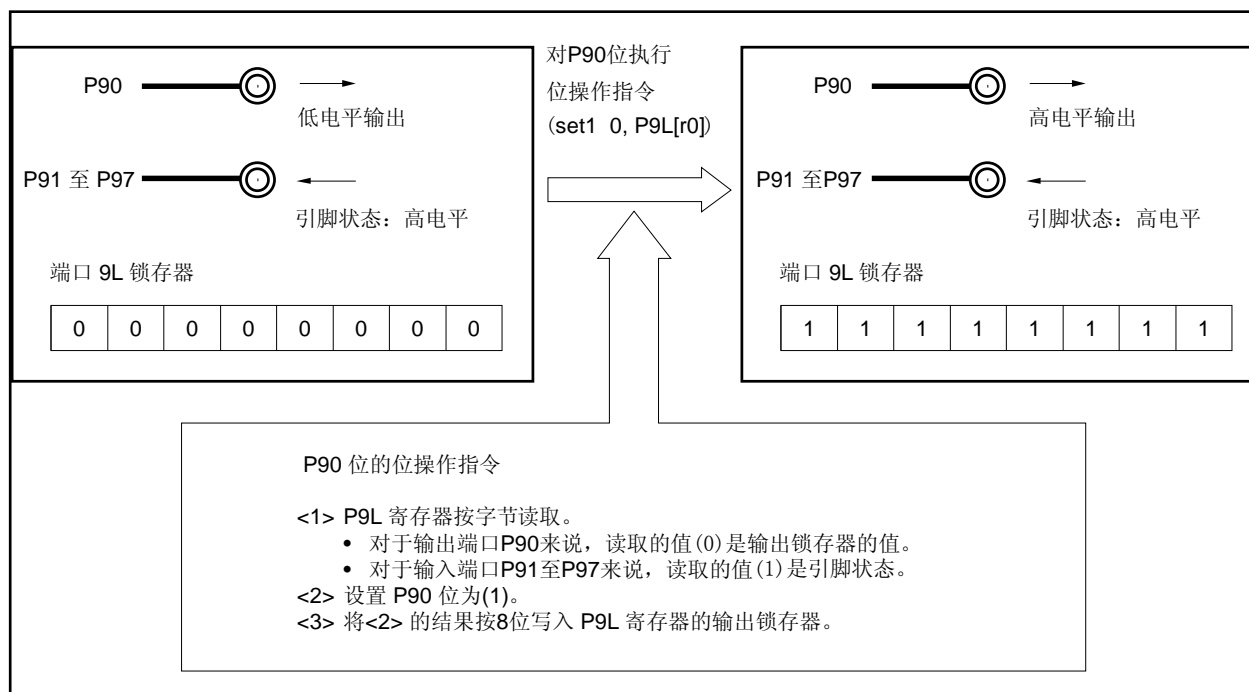 P90
低电平输出
P91 至 P97
引脚状态：高电平
端口 9L 锁存器
0 0 0 0 0 0 0 0
对P90位执行
位操作指令
(set1 0, P9L[r0])
P90
高电平输出
P91 至P97
引脚状态：高电平
端口 9L 锁存器
1 1 1 1 1 1 1 1
P90 位的位操作指令
<1> P9L 寄存器按字节读取。
• 对于输出端口P90来说，读取的值(0)是输出锁存器的值。
• 对于输入端口P91至P97来说，读取的值(1)是引脚状态。
<2> 设置 P90 位为(1)。
<3> 将<2> 的结果按8位写入 P9L 寄存器的输出锁存器。